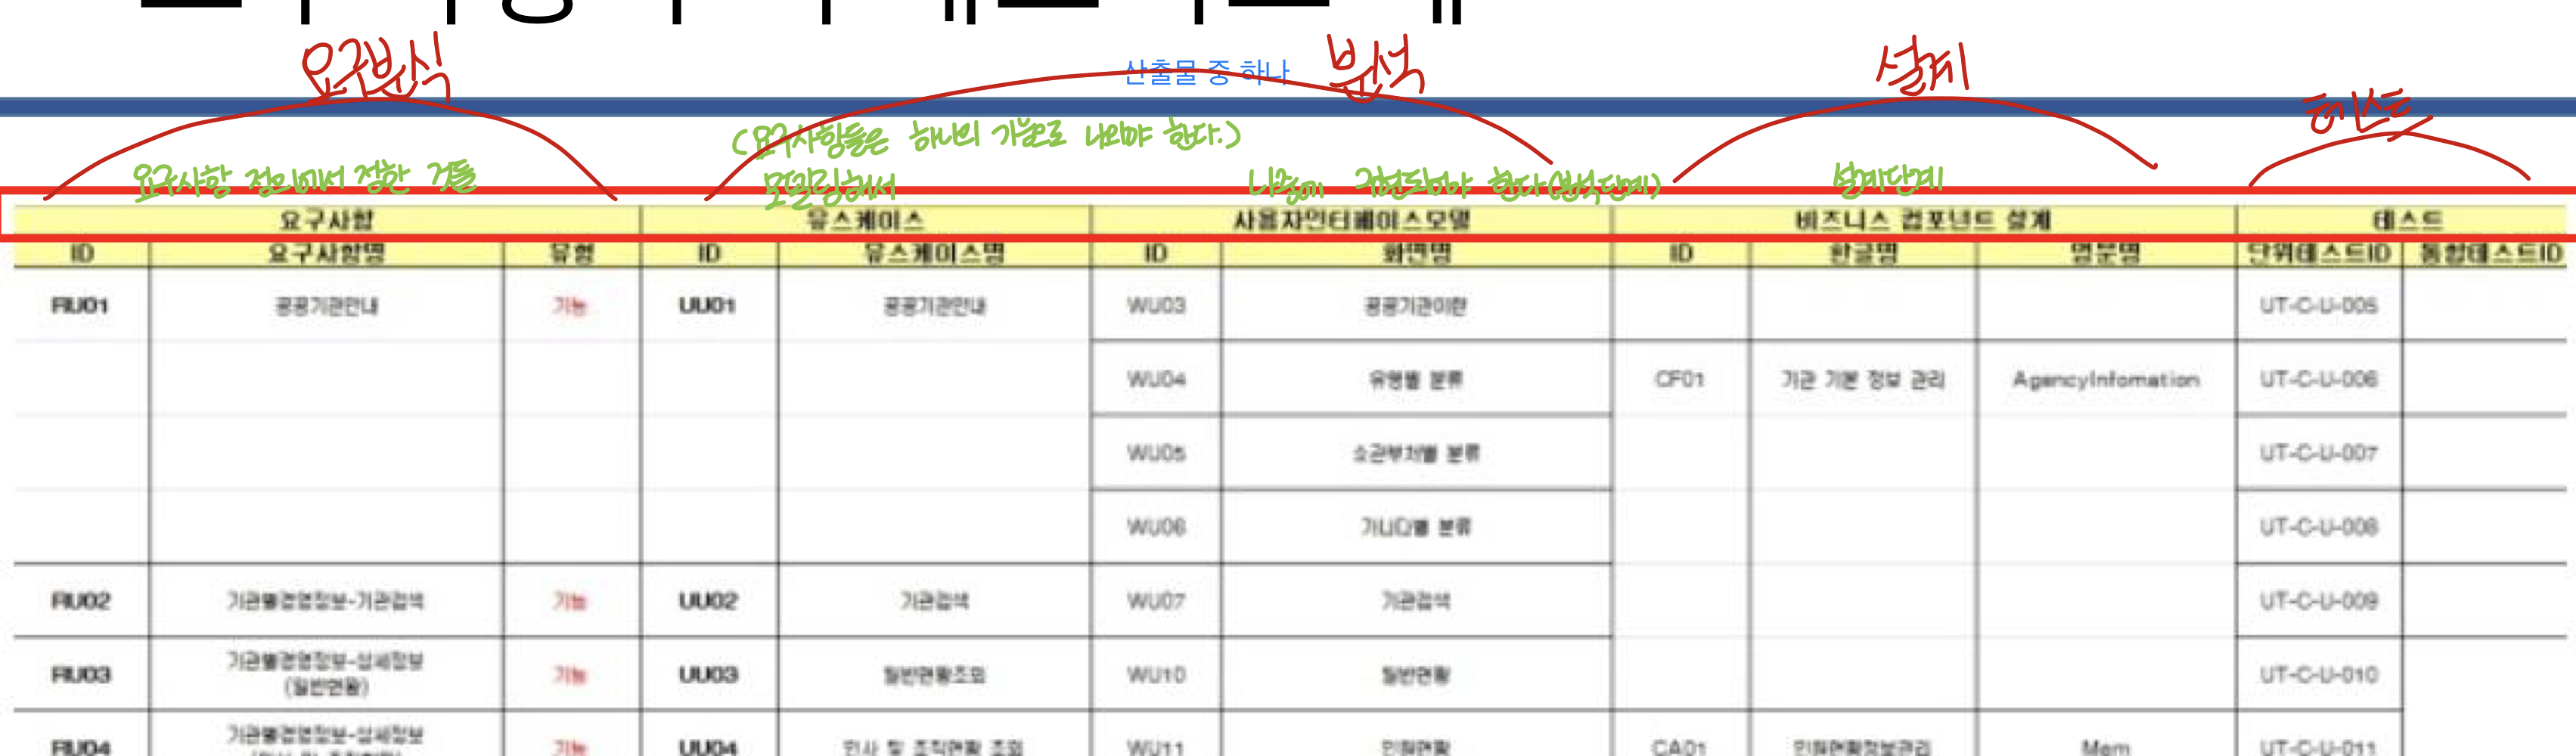 요구분석
산출물 중 하나
분석
설계
테스트
(요구사항들은 하나의 기능으로 나와야 한다.)
요구사항 정의에서 정한 것들
모델링해서
나중에 구현되어야 한다(분석단계)
설계단계
요구사항 유스케이스 사용자인터페이스모델 비즈니스 컴포넌트 설계 테스트
ID 요구사항명 유형 ID 유스케이스명 ID 화면명 ID 한글명 영문명 단위테스트ID 통합테스트ID
RU01 공공기관안내 기능 UU01 공공기관안내 WU03 공공기관이란 UT-C-U-005
WU04 유형별 분류 CF01 기관 기본 정보 관리 AgencyInfomation UT-C-U-006
WU05 소관부처별 분류 UT-C-U-007
WU06 가나다별 분류 UT-C-U-008
RU02 기관별경영정보-기관검색 기능 UU02 기관검색 WU07 기관검색 UT-C-U-009
RU03 기관별경영정보-상세정보 (일반현황) 기능 UU03 일반현황조회 WU10 일반현황 UT-C-U-010
RU04 기관별경영정보-상세정보 기능 UU04 인사 및 조직현황 조회 WU11 인원현황 CA01 인원현황정보관리 Mem UT-C-U-011